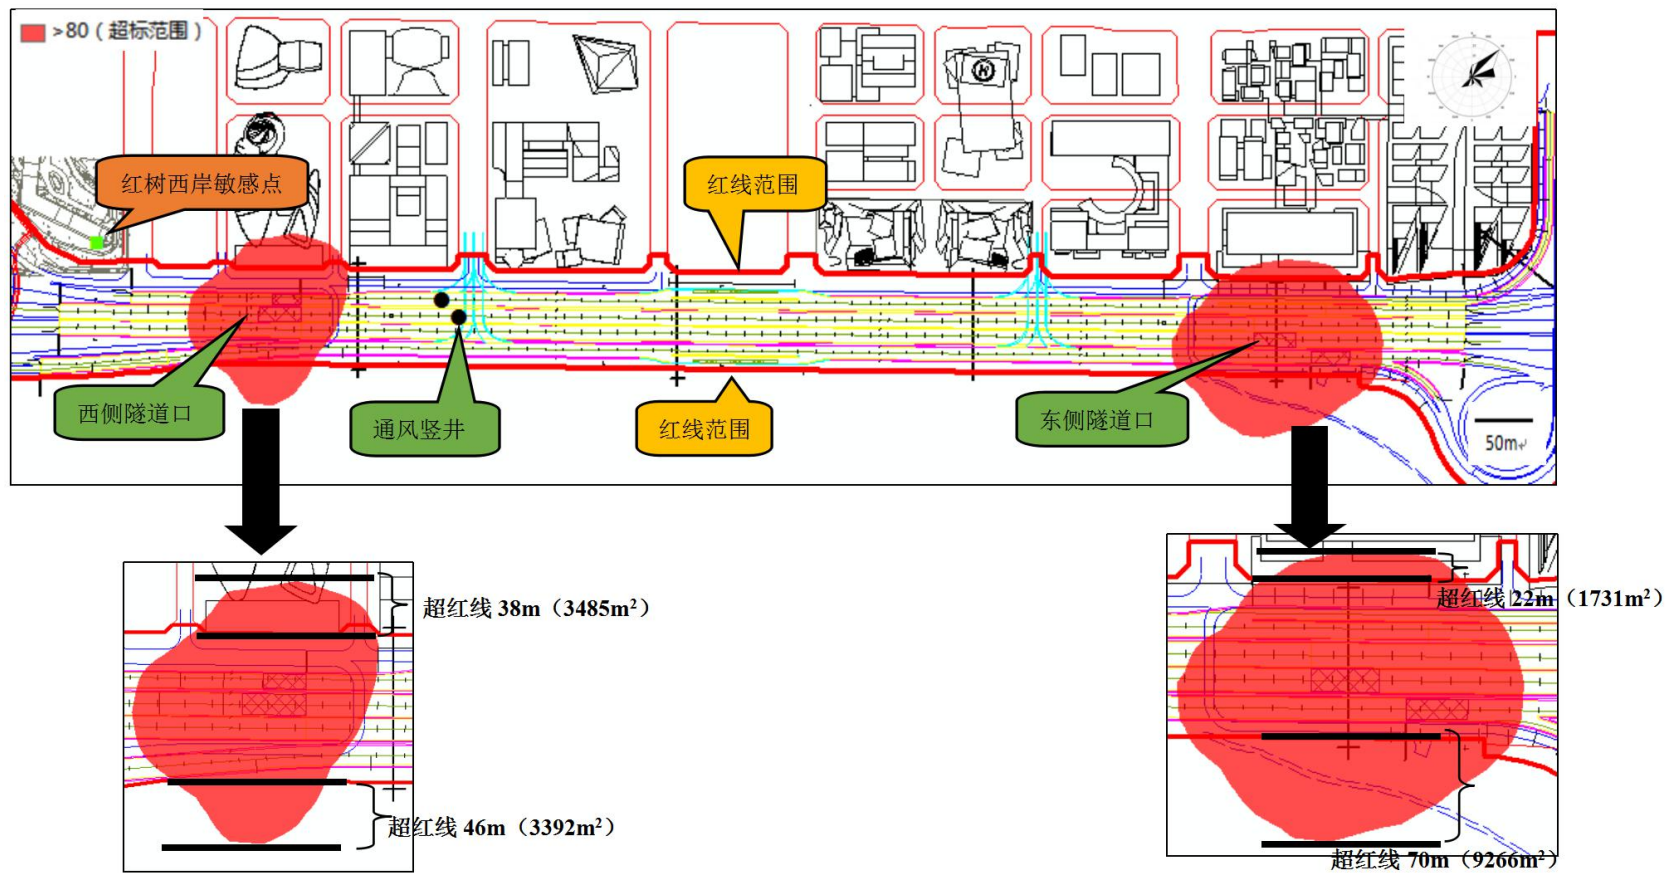 >80（超标范围）
红树西岸敏感点
红线范围
西侧隧道口
通风竖井
红线范围
东侧隧道口
50m
超红线 38m（3485m²）
超红线 22m（1731m²）
超红线 46m（3392m²）
超红线 70m（9266m²）